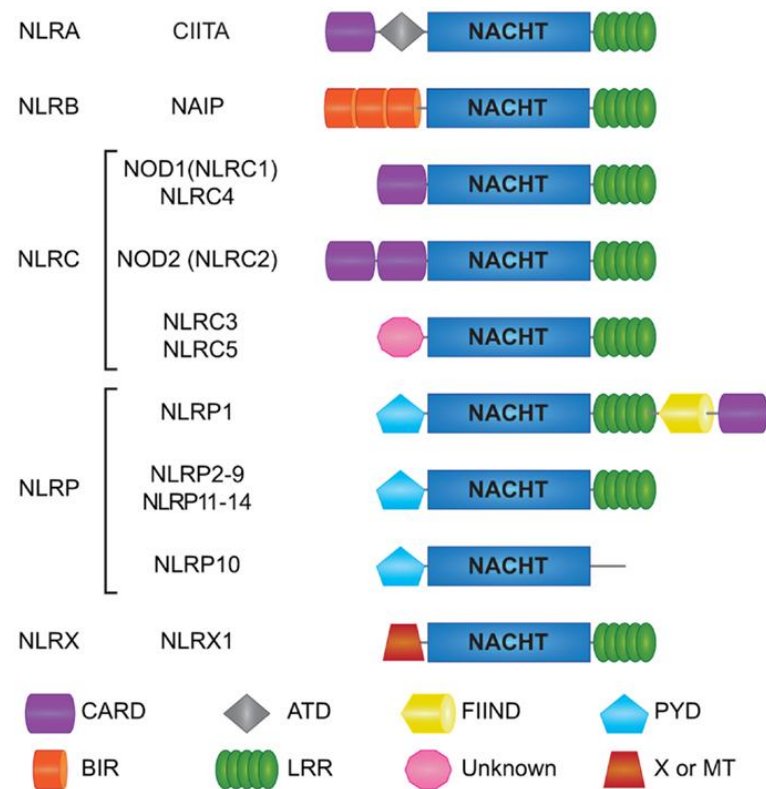 NLRA CIITA NACHT
NLRB NAIP NACHT
NOD1(NLRC1)
NLRC4 NACHT
NLRC NOD2 (NLRC2) NACHT
NLRC3
NLRC5 NACHT
NLRP1 NACHT
NLRP NLRP2-9
NLRP11-14 NACHT
NLRP10 NACHT
NLRX NLRX1 NACHT
CARD ATD FIIND PYD
BIR LRR Unknown X or MT